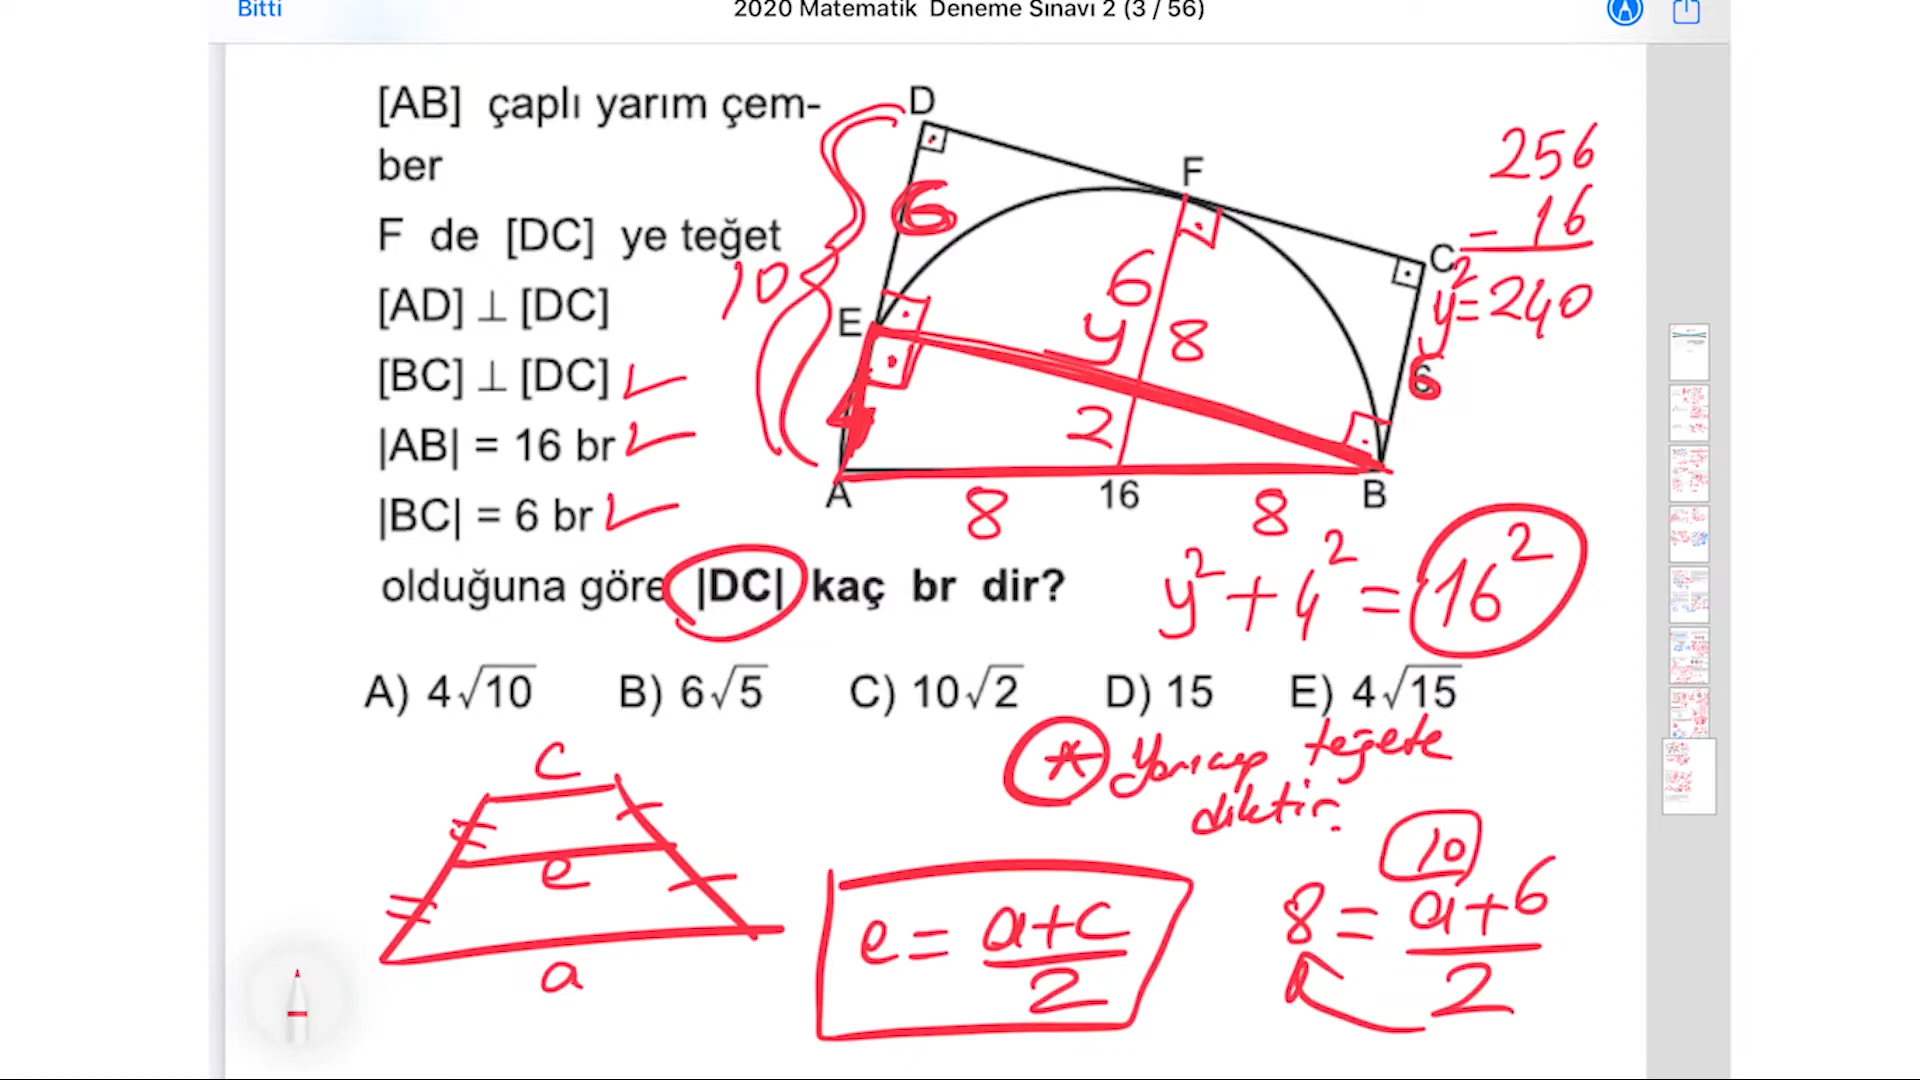 Bitti
2020 Matematik Deneme Sınavı 2 (3 / 56)
[AB] çaplı yarım çem-
ber
F de [DC] ye teğet
[AD] ⊥ [DC]
[BC] ⊥ [DC]
|AB| = 16 br
|BC| = 6 br
olduğuna göre |DC| kaç br dir?
D
F
C
E
A
B
16
6
10
6
y
8
2
4
6
8
8
256
- 16
y² = 240
y² + 4² = 16²
A) 4√10 B) 6√5 C) 10√2 D) 15 E) 4√15
* Yarıçap teğete
diktir.
c
e
a
e = a+c / 2
10
8 = a+6 / 2